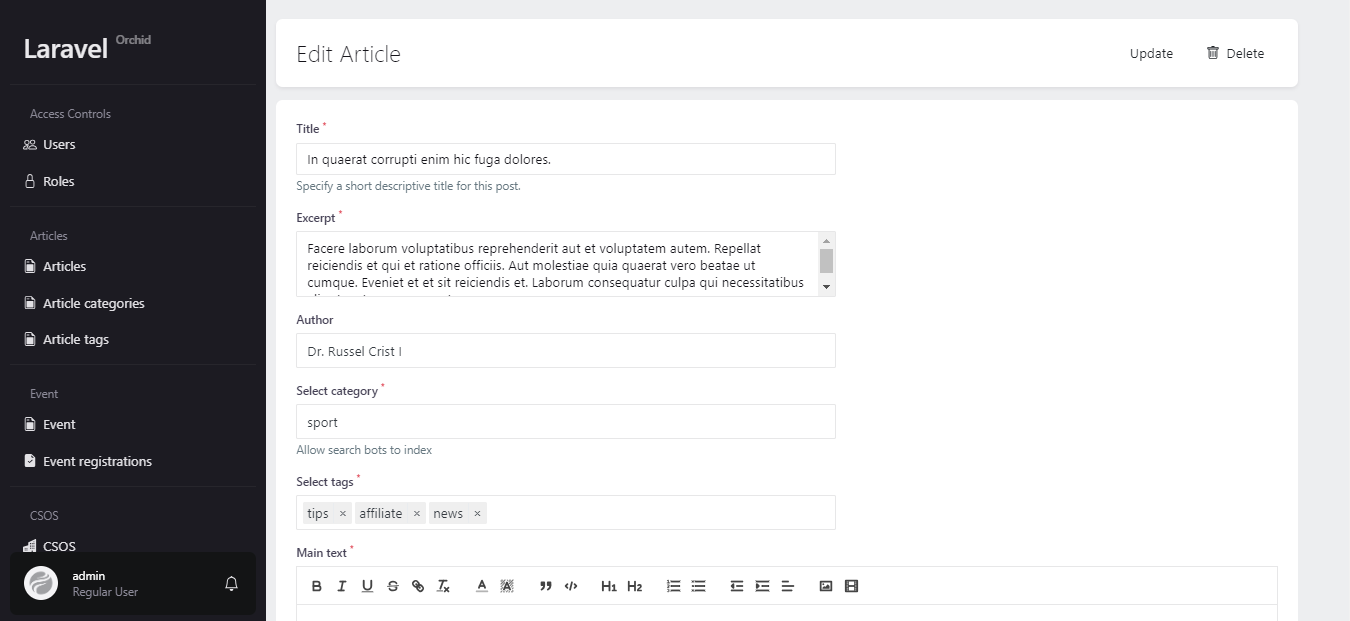 Laravel Orchid
Access Controls
Users
Roles
Articles
Articles
Article categories
Article tags
Event
Event
Event registrations
CSOS
CSOS
admin
Regular User
Edit Article
Update
Delete
Title *
In quaerat corrupti enim hic fuga dolores.
Specify a short descriptive title for this post.
Excerpt *
Facere laborum voluptatibus reprehenderit aut et voluptatem autem. Repellat
reiciendis et qui et ratione officiis. Aut molestiae quia quaerat vero beatae ut
cumque. Eveniet et et sit reiciendis et. Laborum consequatur culpa qui necessitatibus
Author
Dr. Russel Crist I
Select category *
sport
Allow search bots to index
Select tags *
tips × affiliate × news ×
Main text *
B I U S Tx A A H1 H2